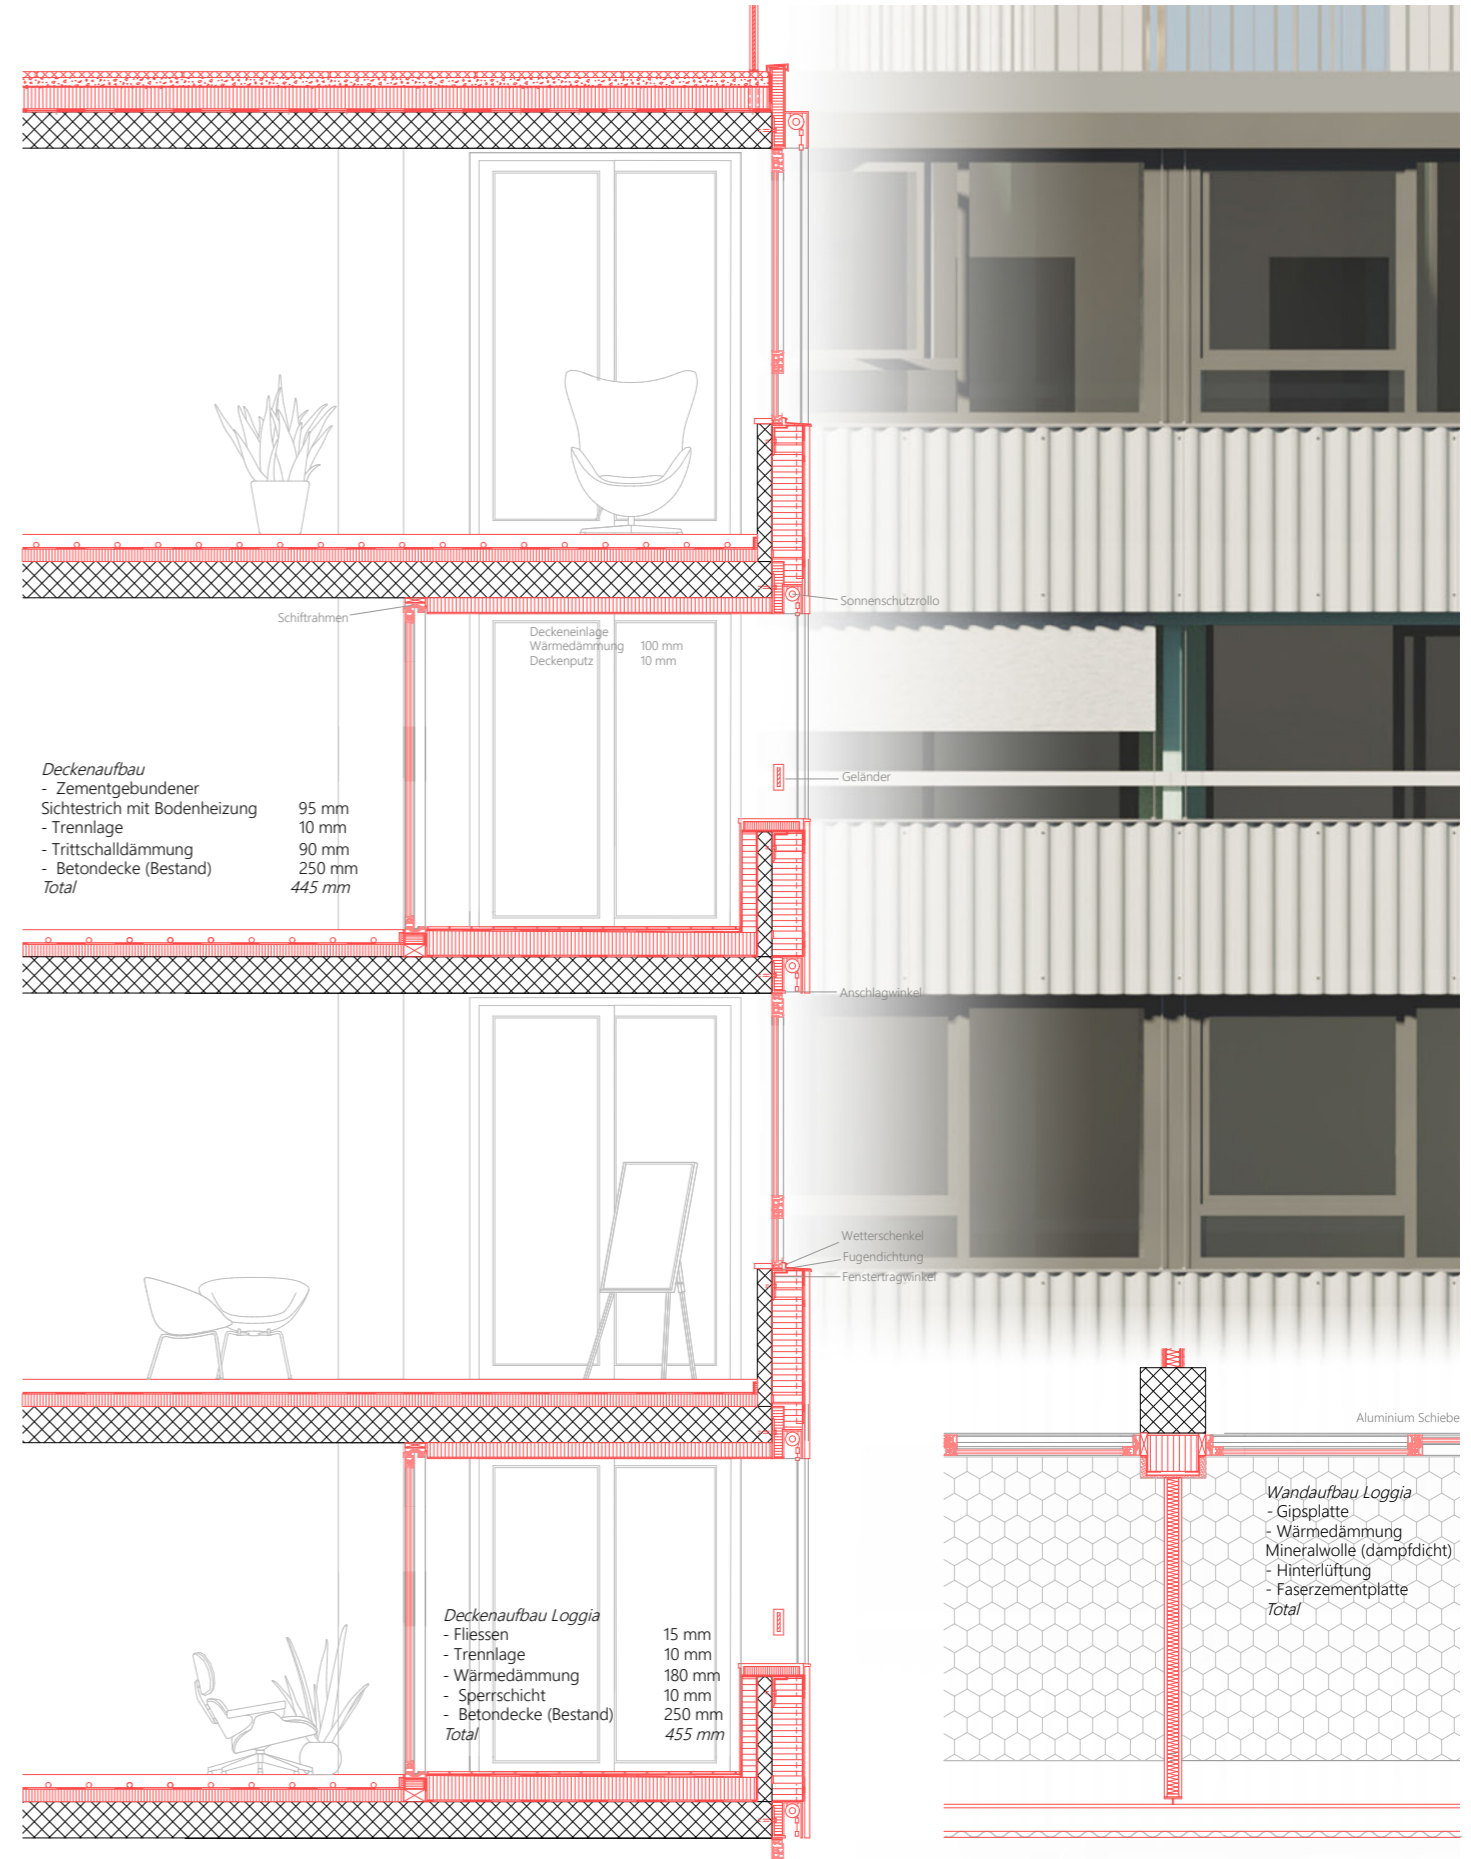 Schiftrahmen
Sonnenschutzrollo
Deckeneinlage
Wärmedämmung 100 mm
Deckenputz 10 mm
Geländer
Deckenaufbau
- Zementgebundener
Sichtestrich mit Bodenheizung 95 mm
- Trennlage 10 mm
- Trittschalldämmung 90 mm
- Betondecke (Bestand) 250 mm
Total 445 mm
Anschlagwinkel
Wetterschenkel
Fugendichtung
Fenstertragwinkel
Aluminium Schiebe
Wandaufbau Loggia
- Gipsplatte
- Wärmedämmung
Mineralwolle (dampfdicht)
- Hinterlüftung
- Faserzementplatte
Total
Deckenaufbau Loggia
- Fliessen 15 mm
- Trennlage 10 mm
- Wärmedämmung 180 mm
- Sperrschicht 10 mm
- Betondecke (Bestand) 250 mm
Total 455 mm